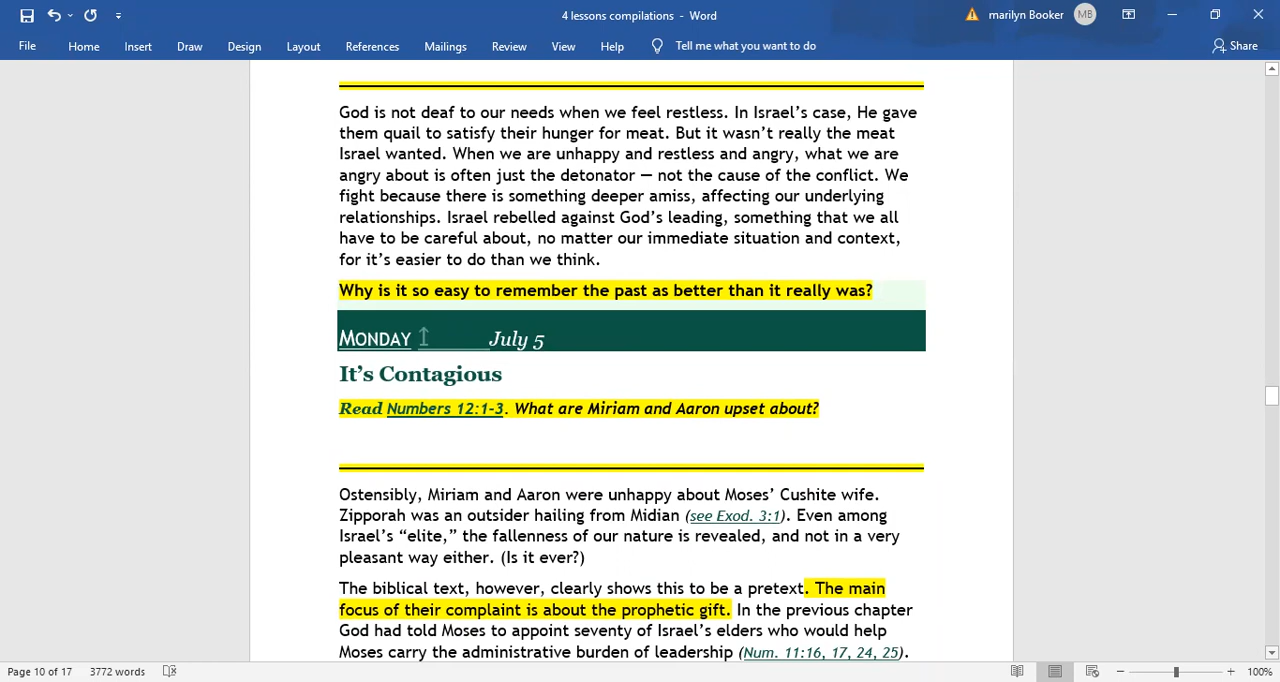 4 lessons compilations - Word
marilyn Booker
MB
File Home Insert Draw Design Layout References Mailings Review View Help Tell me what you want to do Share
God is not deaf to our needs when we feel restless. In Israel’s case, He gave
them quail to satisfy their hunger for meat. But it wasn’t really the meat
Israel wanted. When we are unhappy and restless and angry, what we are
angry about is often just the detonator — not the cause of the conflict. We
fight because there is something deeper amiss, affecting our underlying
relationships. Israel rebelled against God’s leading, something that we all
have to be careful about, no matter our immediate situation and context,
for it’s easier to do than we think.
Why is it so easy to remember the past as better than it really was?
MONDAY July 5
It’s Contagious
Read Numbers 12:1-3. What are Miriam and Aaron upset about?
Ostensibly, Miriam and Aaron were unhappy about Moses’ Cushite wife.
Zipporah was an outsider hailing from Midian (see Exod. 3:1). Even among
Israel’s “elite,” the fallenness of our nature is revealed, and not in a very
pleasant way either. (Is it ever?)
The biblical text, however, clearly shows this to be a pretext. The main
focus of their complaint is about the prophetic gift. In the previous chapter
God had told Moses to appoint seventy of Israel’s elders who would help
Moses carry the administrative burden of leadership (Num. 11:16, 17, 24, 25).
Page 10 of 17 3772 words 100%